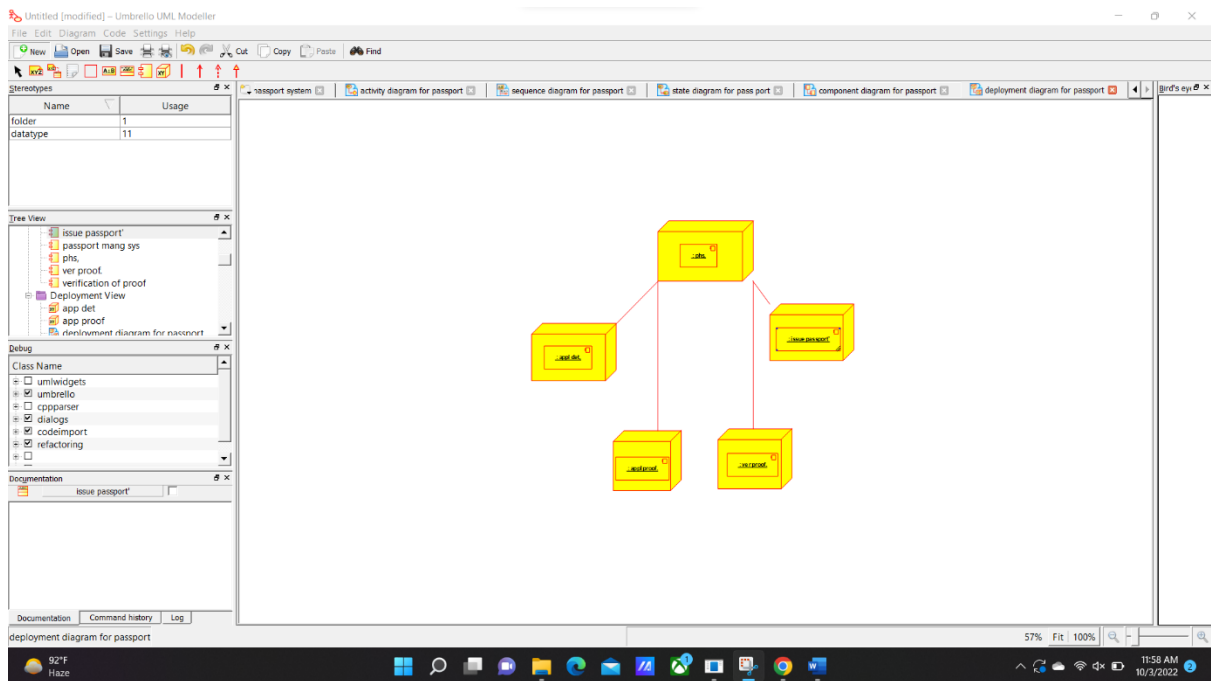 Untitled [modified] – Umbrello UML Modeller
File Edit Diagram Code Settings Help
New Open Save Cut Copy Paste Find
Stereotypes
Name Usage
folder 1
datatype 11
Tree View
issue passport'
passport mang sys
phs,
ver proof.
verification of proof
Deployment View
app det
app proof
deployment diagram for passport
Debug
Class Name
umlwidgets
umbrello
cppparser
dialogs
codeimport
refactoring
Documentation
issue passport'
Documentation Command history Log
passport system activity diagram for passport sequence diagram for passport state diagram for pass port component diagram for passport deployment diagram for passport
Bird's eye
: phs,
: appl det,
: issue passport'
: appl proof,
: ver proof,
deployment diagram for passport
57% Fit 100%
92°F
Haze
11:58 AM
10/3/2022
2